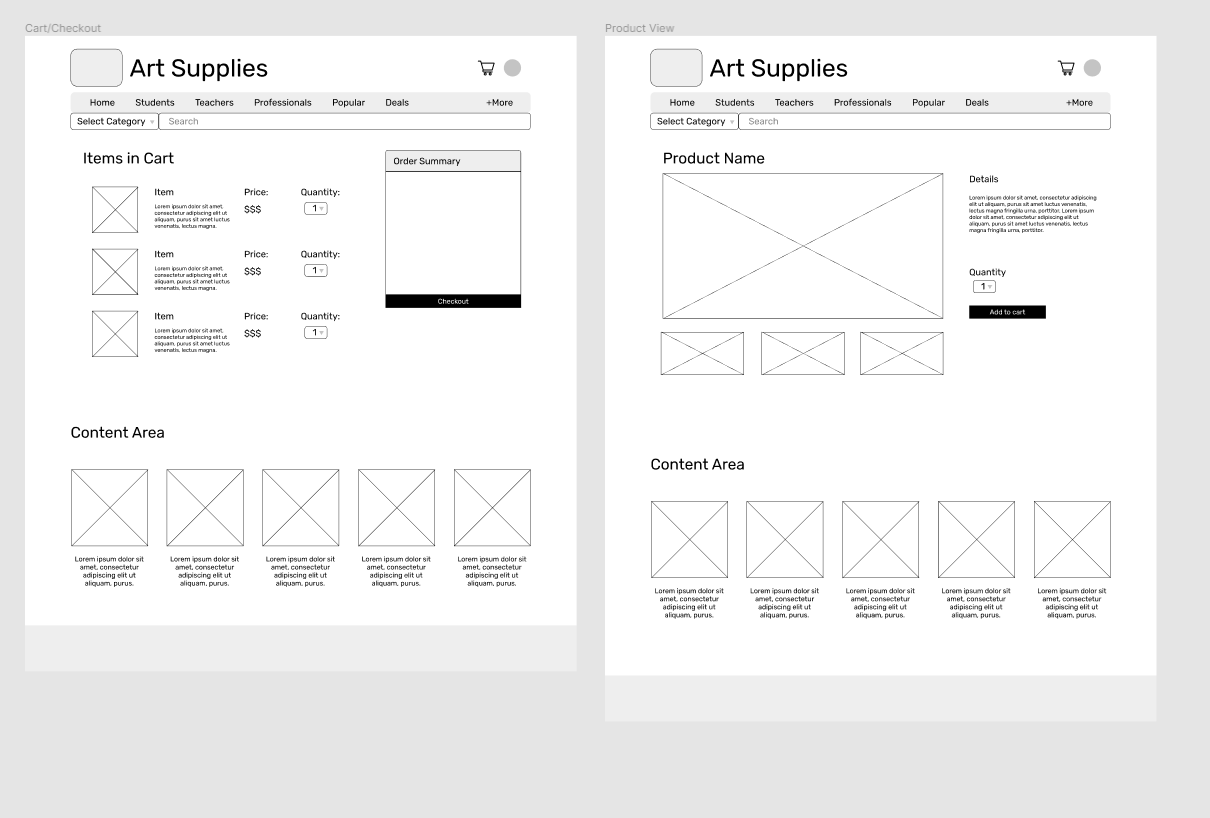 Cart/Checkout
Art Supplies
Home Students Teachers Professionals Popular Deals +More
Select Category Search
Items in Cart
Order Summary
Item Price: Quantity:
Lorem ipsum dolor sit amet,
consectetur adipiscing elit ut
aliquam, purus sit amet luctus
venenatis, lectus magna.
$$$ 1
Item Price: Quantity:
Lorem ipsum dolor sit amet,
consectetur adipiscing elit ut
aliquam, purus sit amet luctus
venenatis, lectus magna.
$$$ 1
Item Price: Quantity:
Lorem ipsum dolor sit amet,
consectetur adipiscing elit ut
aliquam, purus sit amet luctus
venenatis, lectus magna.
$$$ 1
Checkout
Content Area
Lorem ipsum dolor sit
amet, consectetur
adipiscing elit ut
aliquam, purus.
Lorem ipsum dolor sit
amet, consectetur
adipiscing elit ut
aliquam, purus.
Lorem ipsum dolor sit
amet, consectetur
adipiscing elit ut
aliquam, purus.
Lorem ipsum dolor sit
amet, consectetur
adipiscing elit ut
aliquam, purus.
Lorem ipsum dolor sit
amet, consectetur
adipiscing elit ut
aliquam, purus.
Product View
Art Supplies
Home Students Teachers Professionals Popular Deals +More
Select Category Search
Product Name
Details
Lorem ipsum dolor sit amet, consectetur adipiscing
elit ut aliquam, purus sit amet luctus venenatis,
lectus magna fringilla urna, porttitor. Lorem ipsum
dolor sit amet, consectetur adipiscing elit ut
aliquam, purus sit amet luctus venenatis, lectus
magna fringilla urna, porttitor.
Quantity
1
Add to cart
Content Area
Lorem ipsum dolor sit
amet, consectetur
adipiscing elit ut
aliquam, purus.
Lorem ipsum dolor sit
amet, consectetur
adipiscing elit ut
aliquam, purus.
Lorem ipsum dolor sit
amet, consectetur
adipiscing elit ut
aliquam, purus.
Lorem ipsum dolor sit
amet, consectetur
adipiscing elit ut
aliquam, purus.
Lorem ipsum dolor sit
amet, consectetur
adipiscing elit ut
aliquam, purus.